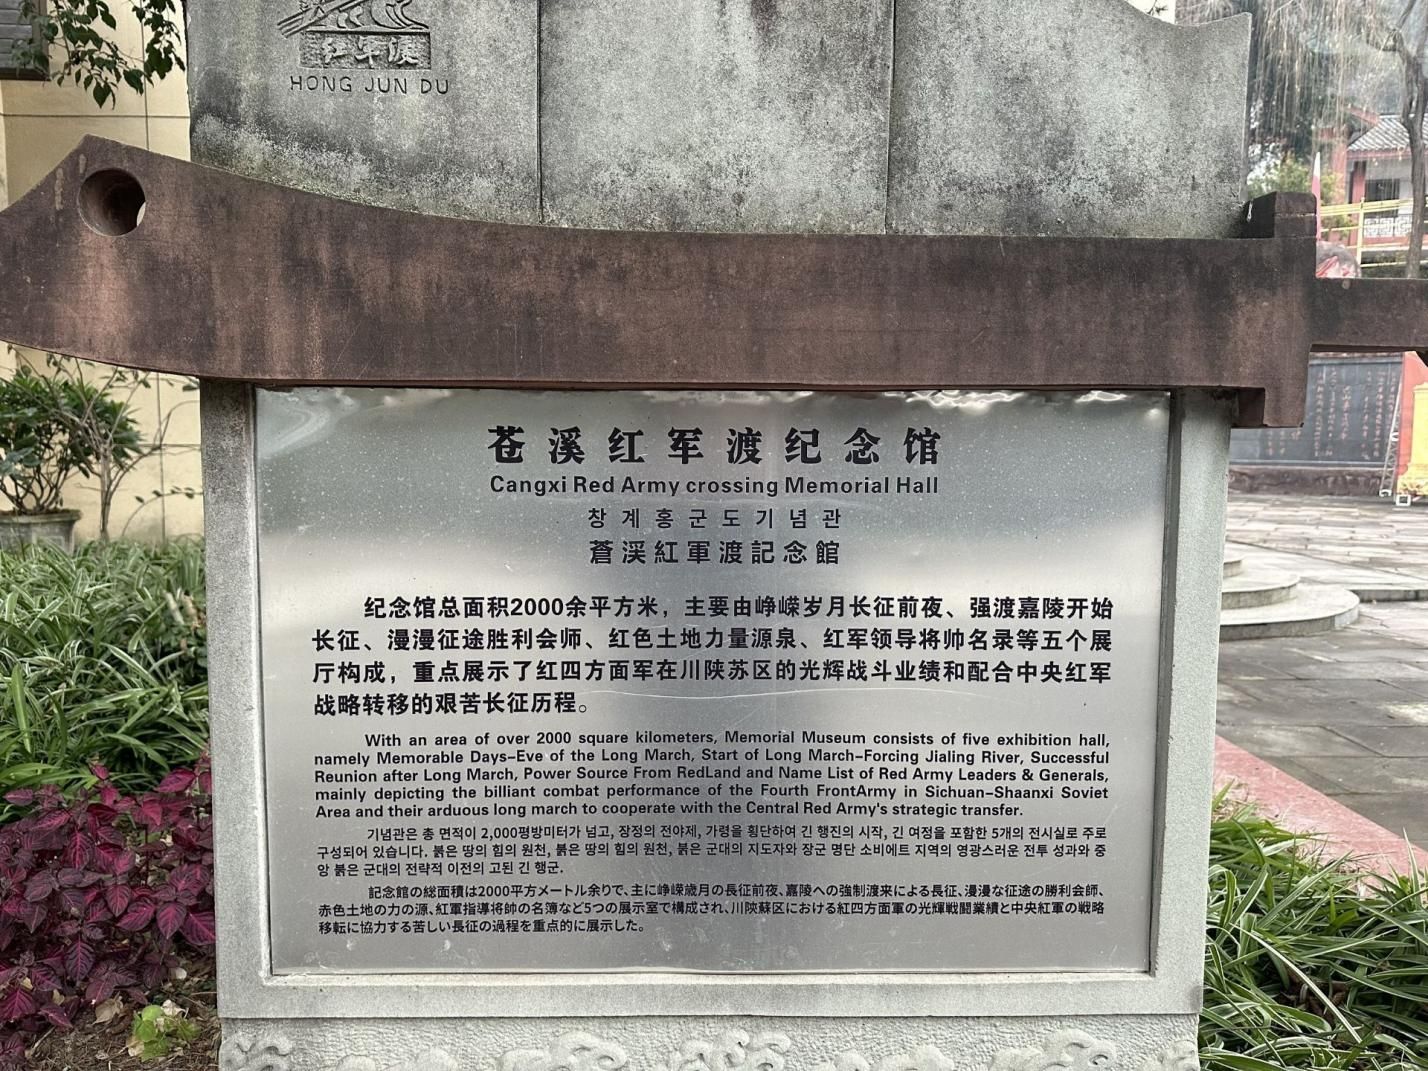 红军渡
HONG JUN DU
苍溪红军渡纪念馆
Cangxi Red Army crossing Memorial Hall
창계홍군도기념관
蒼渓紅軍渡記念館
纪念馆总面积2000余平方米，主要由峥嵘岁月长征前夜、强渡嘉陵开始
长征、漫漫征途胜利会师、红色土地力量源泉、红军领导将帅名录等五个展
厅构成，重点展示了红四方面军在川陕苏区的光辉战斗业绩和配合中央红军
战略转移的艰苦长征历程。
With an area of over 2000 square kilometers, Memorial Museum consists of five exhibition hall,
namely Memorable Days-Eve of the Long March, Start of Long March-Forcing Jialing River, Successful
Reunion after Long March, Power Source From RedLand and Name List of Red Army Leaders & Generals,
mainly depicting the billiant combat performance of the Fourth FrontArmy in Sichuan-Shaanxi Soviet
Area and their arduous long march to cooperate with the Central Red Army's strategic transfer.
기념관은 총 면적이 2,000평방미터가 넘고, 장정의 전야제, 가령을 횡단하여 긴 행진의 시작, 긴 여정을 포함한 5개의 전시실로 주로
구성되어 있습니다. 붉은 땅의 힘의 원천, 붉은 땅의 힘의 원천, 붉은 군대의 지도자와 장군 명단 소비에트 지역의 영광스러운 전투 성과와 중
앙 붉은 군대의 전략적 이전의 고된 긴 행군.
記念館の総面積は2000平方メートル余りで、主に峥嵘歳月の長征前夜、嘉陵への強制渡来による長征、漫漫な征途の勝利会師、
赤色土地の力の源、紅軍指導将帥の名簿など5つの展示室で構成され、川陝蘇区における紅四方面軍の光輝戦闘業績と中央紅軍の戦略
移転に協力する苦しい長征の過程を重点的に展示した。